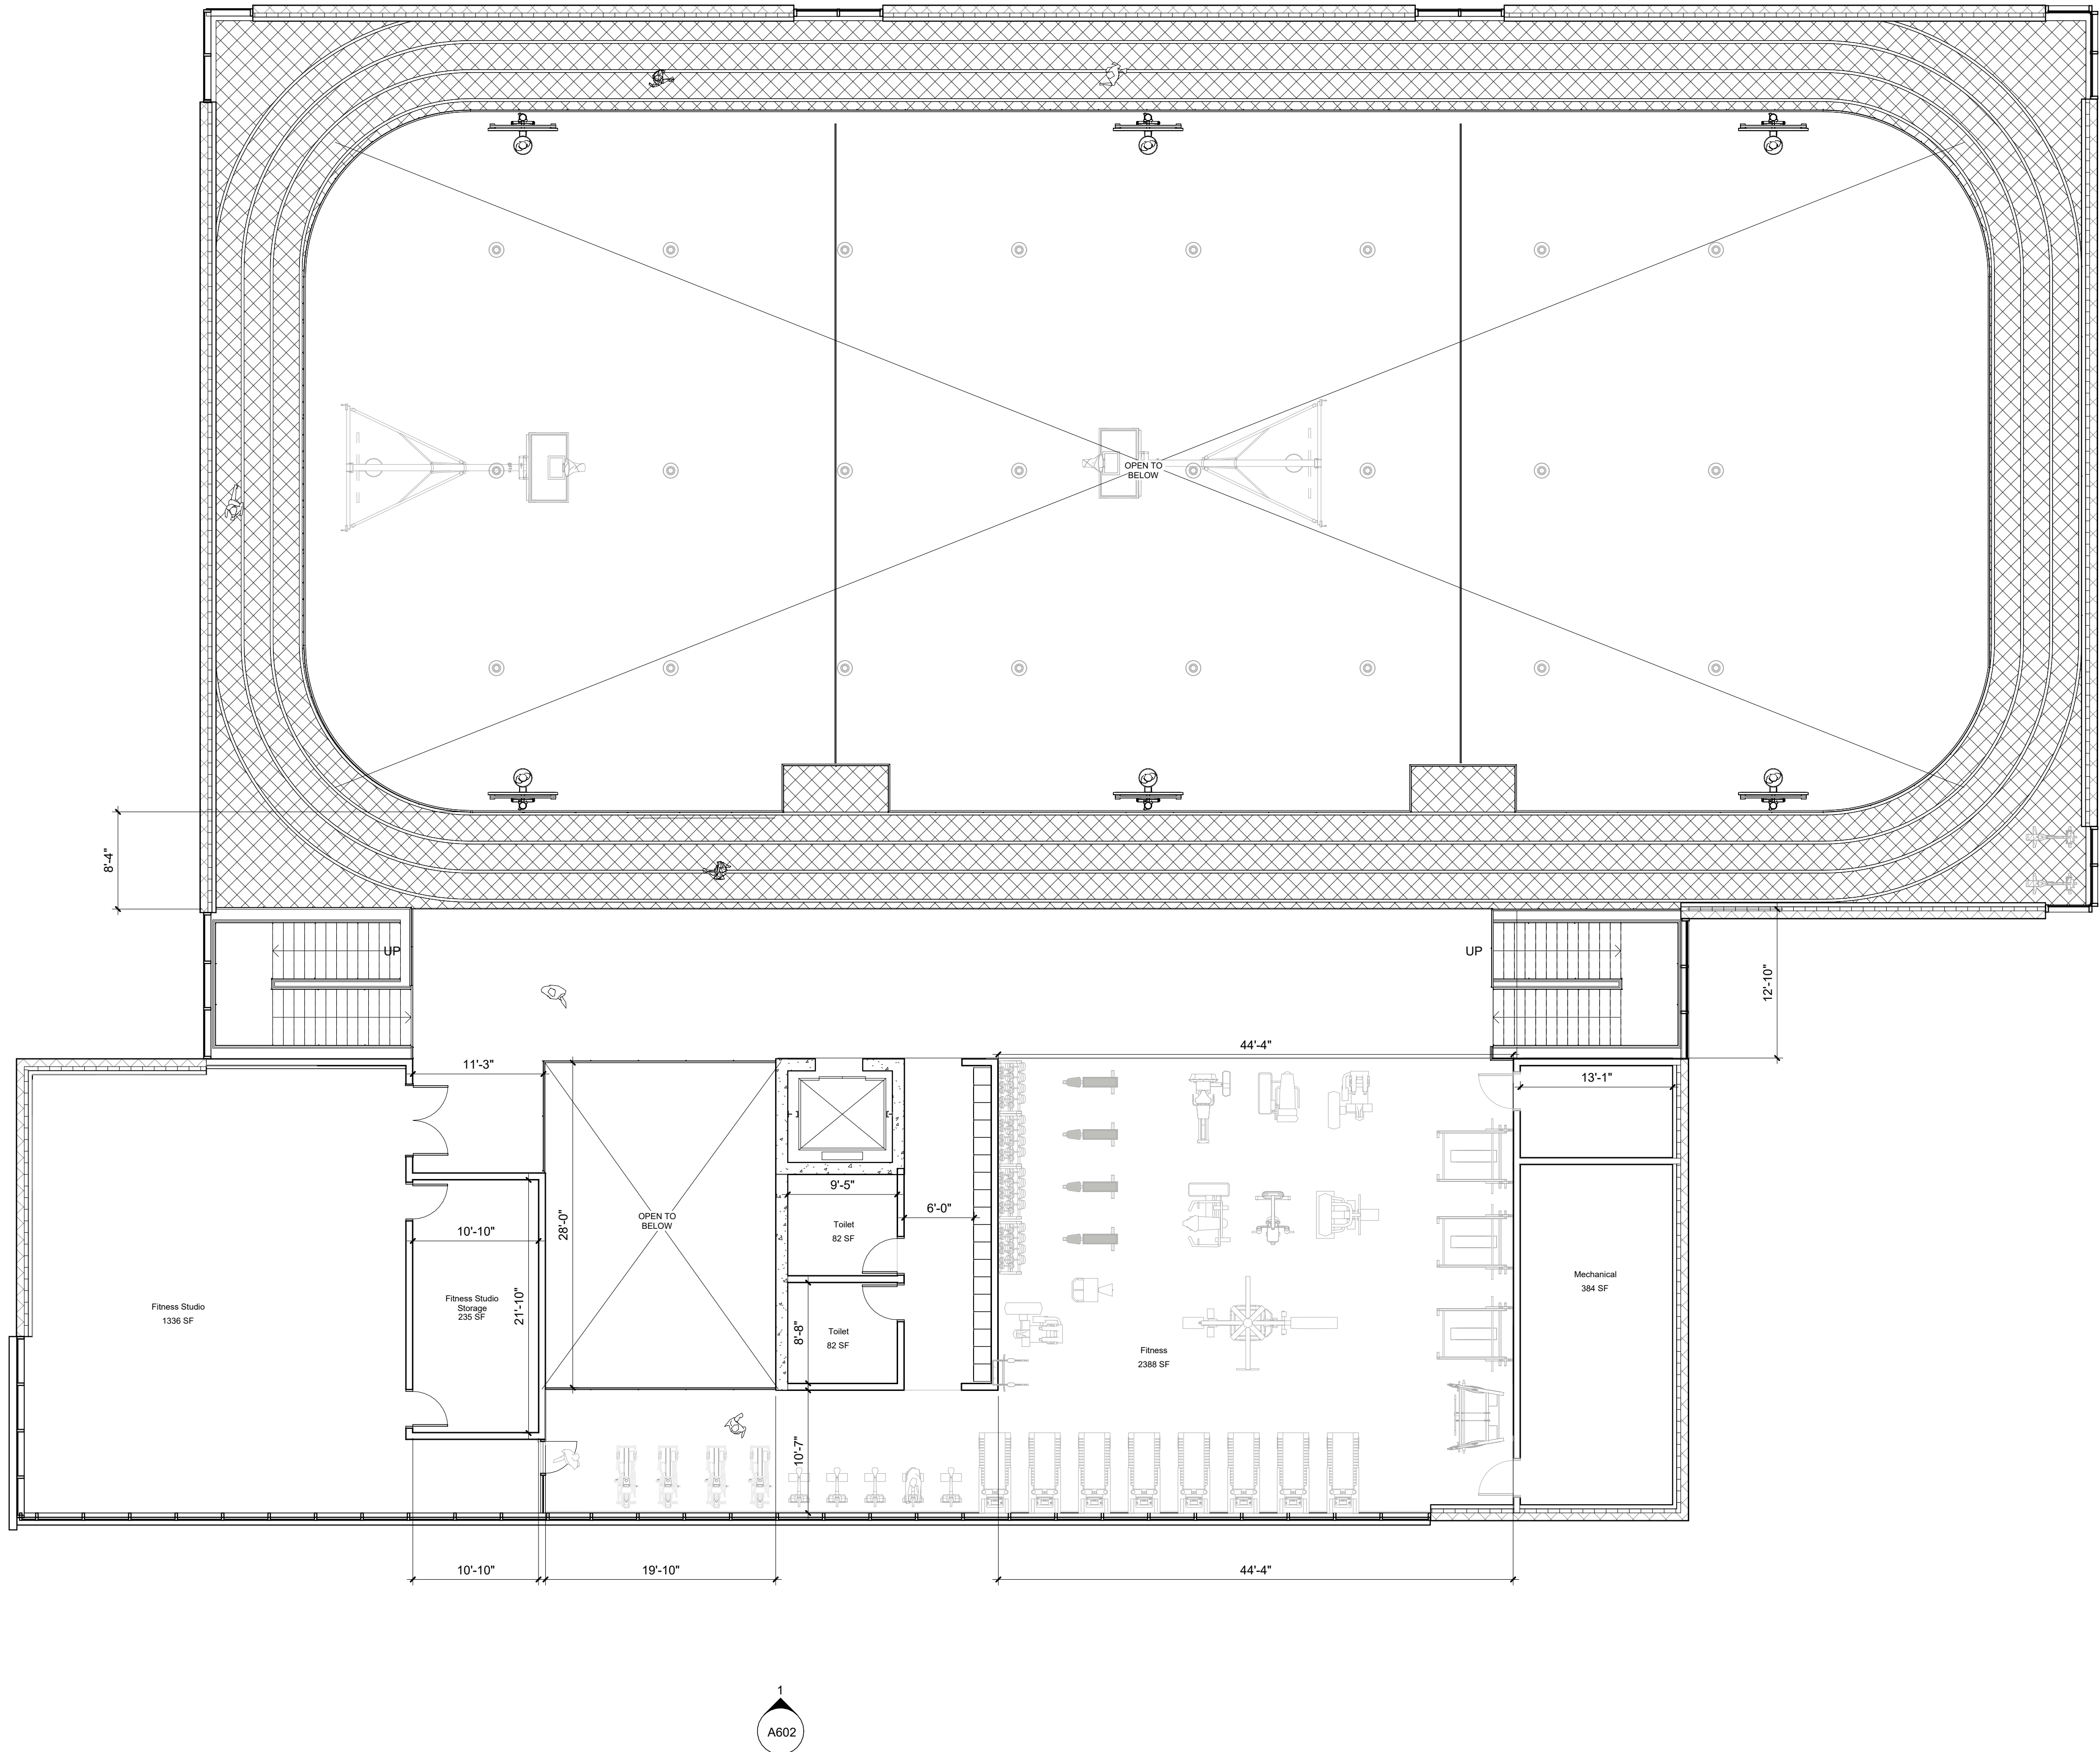 OPEN TO
BELOW
8'-4"
UP
UP
12'-10"
11'-3"
44'-4"
13'-1"
9'-5"
6'-0"
28'-0"
OPEN TO
BELOW
Toilet
82 SF
10'-10"
Fitness Studio
1336 SF
Fitness Studio
Storage
235 SF
21'-10"
8'-8"
Toilet
82 SF
Mechanical
384 SF
Fitness
2388 SF
10'-7"
10'-10"
19'-10"
44'-4"
1
A602